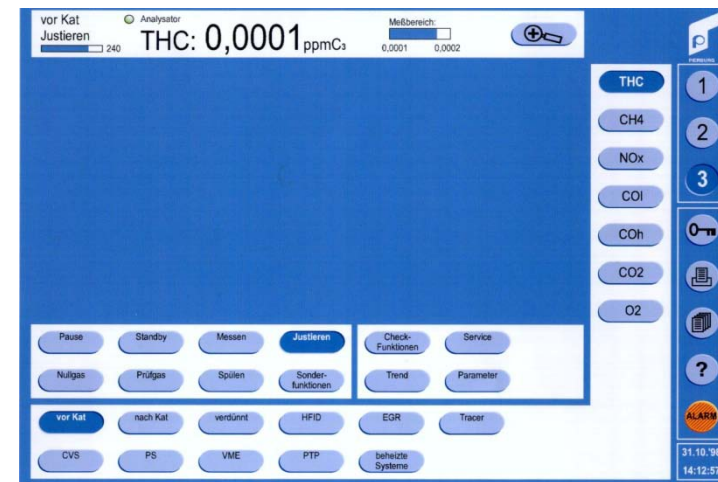 vor Kat
Justieren
240
Analysator
THC: 0,0001 ppmC₃
Meßbereich:
0,0001 0,0002
PIERBURG
THC
CH4
NOx
COl
COh
CO2
O2
1
2
3
Pause Standby Messen Justieren
Nullgas Prüfgas Spülen Sonder-
funktionen
Check-
Funktionen Service
Trend Parameter
vor Kat nach Kat verdünnt HFID EGR Tracer
CVS PS VME PTP beheizte
Systeme
?
ALARM
31.10.'98
14:12:57